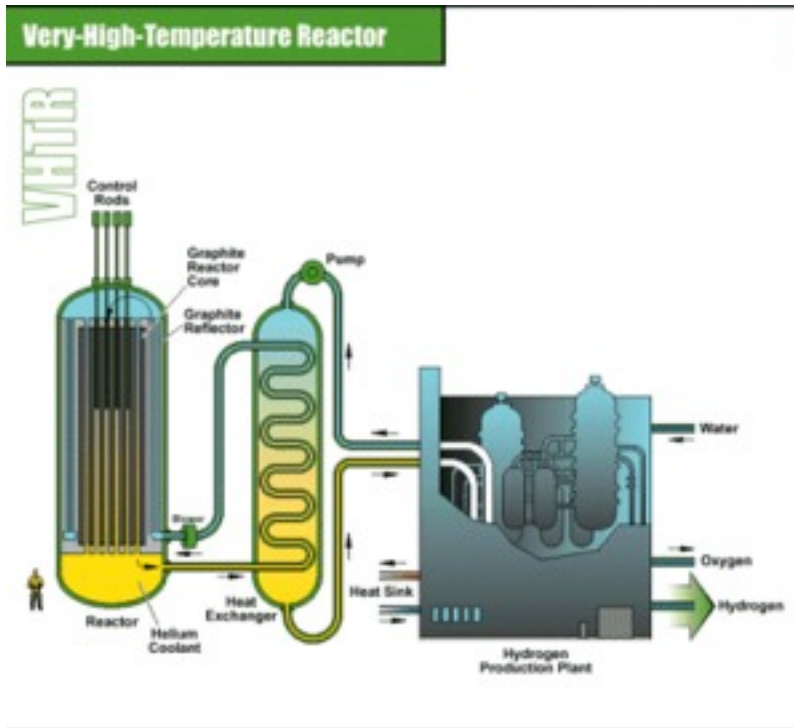 Very-High-Temperature Reactor
VHTR
Control
Rods
Graphite
Reactor
Core
Graphite
Reflector
Pump
Water
Blower
Oxygen
Heat Sink
Hydrogen
Heat
Exchanger
Reactor
Helium
Coolant
Hydrogen
Production Plant